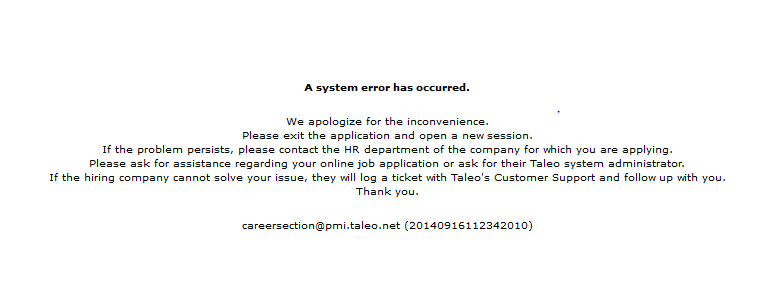 A system error has occurred.
We apologize for the inconvenience.
Please exit the application and open a new session.
If the problem persists, please contact the HR department of the company for which you are applying.
Please ask for assistance regarding your online job application or ask for their Taleo system administrator.
If the hiring company cannot solve your issue, they will log a ticket with Taleo's Customer Support and follow up with you.
Thank you.
careersection@pmi.taleo.net (20140916112342010)